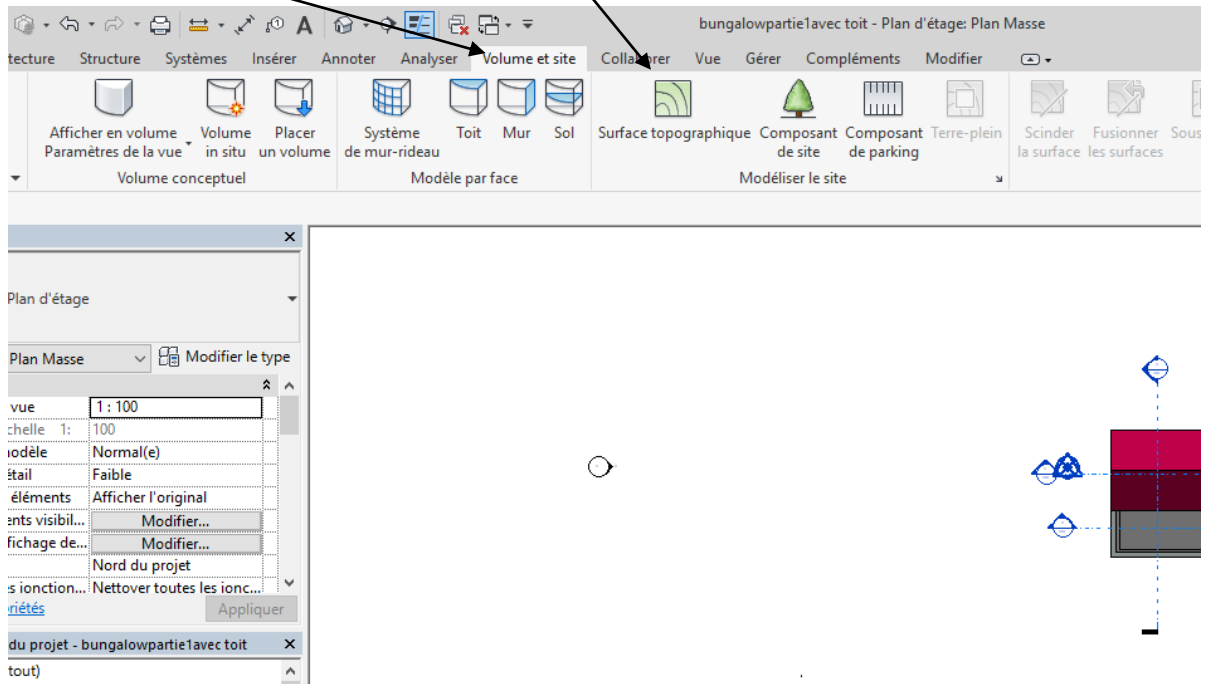 bungalowpartie1avec toit - Plan d'étage: Plan Masse
tecture Structure Systèmes Insérer Annoter Analyser Volume et site Collaborer Vue Gérer Compléments Modifier
Afficher en volume Volume Placer Système Toit Mur Sol Surface topographique Composant Composant Terre-plein Scinder Fusionner Sous
Paramètres de la vue in situ un volume de mur-rideau de site de parking la surface les surfaces
Volume conceptuel Modèle par face Modéliser le site
Plan d'étage
Plan Masse Modifier le type
vue 1 : 100
chelle 1: 100
modèle Normal(e)
étail Faible
éléments Afficher l'original
ents visibil... Modifier...
fichage de... Modifier...
Nord du projet
s jonction... Nettoyer toutes les jonc...
riétés Appliquer
du projet - bungalowpartie1avec toit
tout)